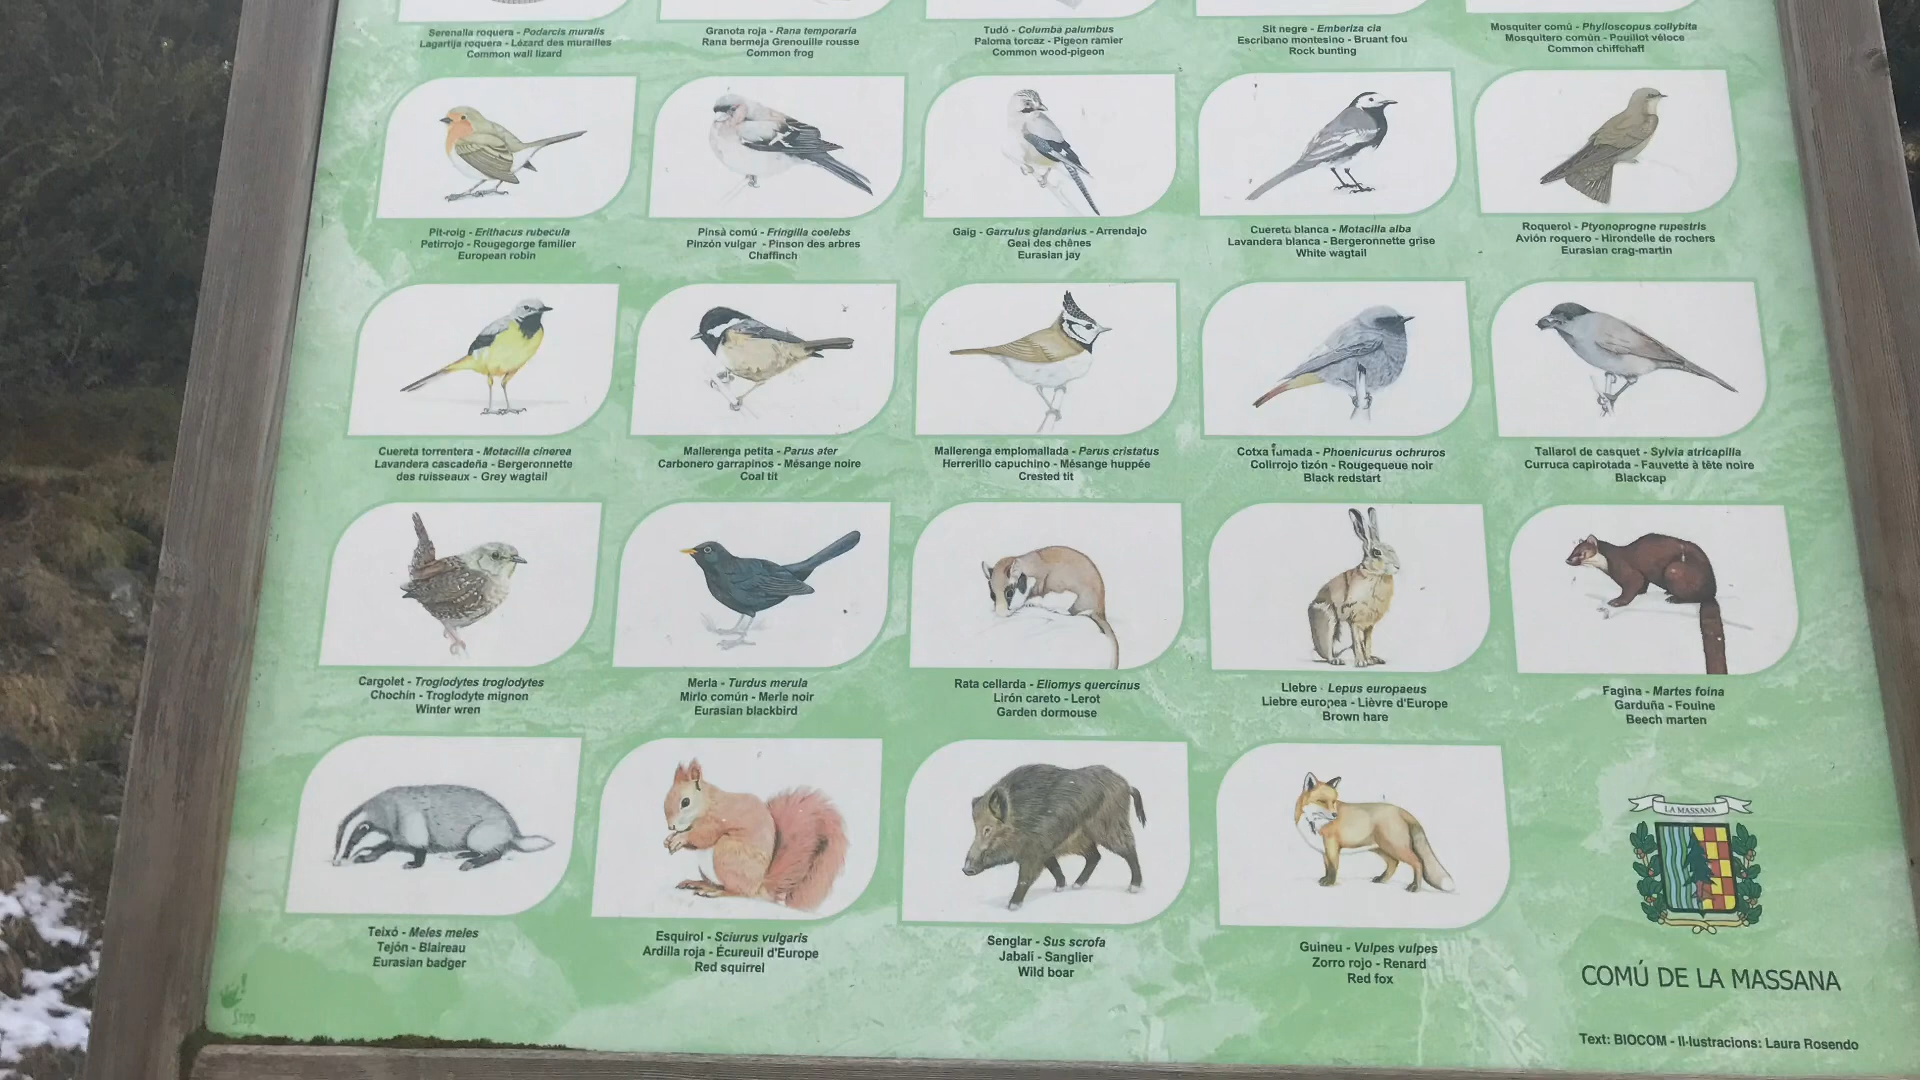 Serenalla roquera - Podarcis muralis
Lagartija roquera - Lézard des murailles
Common wall lizard
Granota roja - Rana temporaria
Rana bermeja Grenouille rousse
Common frog
Tudó - Columba palumbus
Paloma torcaz - Pigeon ramier
Common wood-pigeon
Sit negre - Emberiza cia
Escribano montesino - Bruant fou
Rock bunting
Mosquiter comú - Phylloscopus collybita
Mosquitero común - Pouillot véloce
Common chiffchaff
Pit-roig - Erithacus rubecula
Petirrojo - Rougegorge familier
European robin
Pinsà comú - Fringilla coelebs
Pinzón vulgar - Pinson des arbres
Chaffinch
Gaig - Garrulus glandarius - Arrendajo
Geai des chênes
Eurasian jay
Cuereta blanca - Motacilla alba
Lavandera blanca - Bergeronnette grise
White wagtail
Roquerol - Ptyonoprogne rupestris
Avión roquero - Hirondelle de rochers
Eurasian crag-martin
Cuereta torrentera - Motacilla cinerea
Lavandera cascadeña - Bergeronnette
des ruisseaux - Grey wagtail
Mallerenga petita - Parus ater
Carbonero garrapinos - Mésange noire
Coal tit
Mallerenga emplomallada - Parus cristatus
Herrerillo capuchino - Mésange huppée
Crested tit
Cotxa fumada - Phoenicurus ochruros
Colirrojo tizón - Rougequeue noir
Black redstart
Tallarol de casquet - Sylvia atricapilla
Curruca capirotada - Fauvette à tête noire
Blackcap
Cargolet - Troglodytes troglodytes
Chochín - Troglodyte mignon
Winter wren
Merla - Turdus merula
Mirlo común - Merle noir
Eurasian blackbird
Rata cellarda - Eliomys quercinus
Lirón careto - Lerot
Garden dormouse
Llebre - Lepus europaeus
Liebre europea - Lièvre d'Europe
Brown hare
Fagina - Martes foina
Garduña - Fouine
Beech marten
Teixó - Meles meles
Tejón - Blaireau
Eurasian badger
Esquirol - Sciurus vulgaris
Ardilla roja - Écureuil d'Europe
Red squirrel
Senglar - Sus scrofa
Jabalí - Sanglier
Wild boar
Guineu - Vulpes vulpes
Zorro rojo - Renard
Red fox
LA MASSANA
COMÚ DE LA MASSANA
Stop
Text: BIOCOM - Il·lustracions: Laura Rosendo